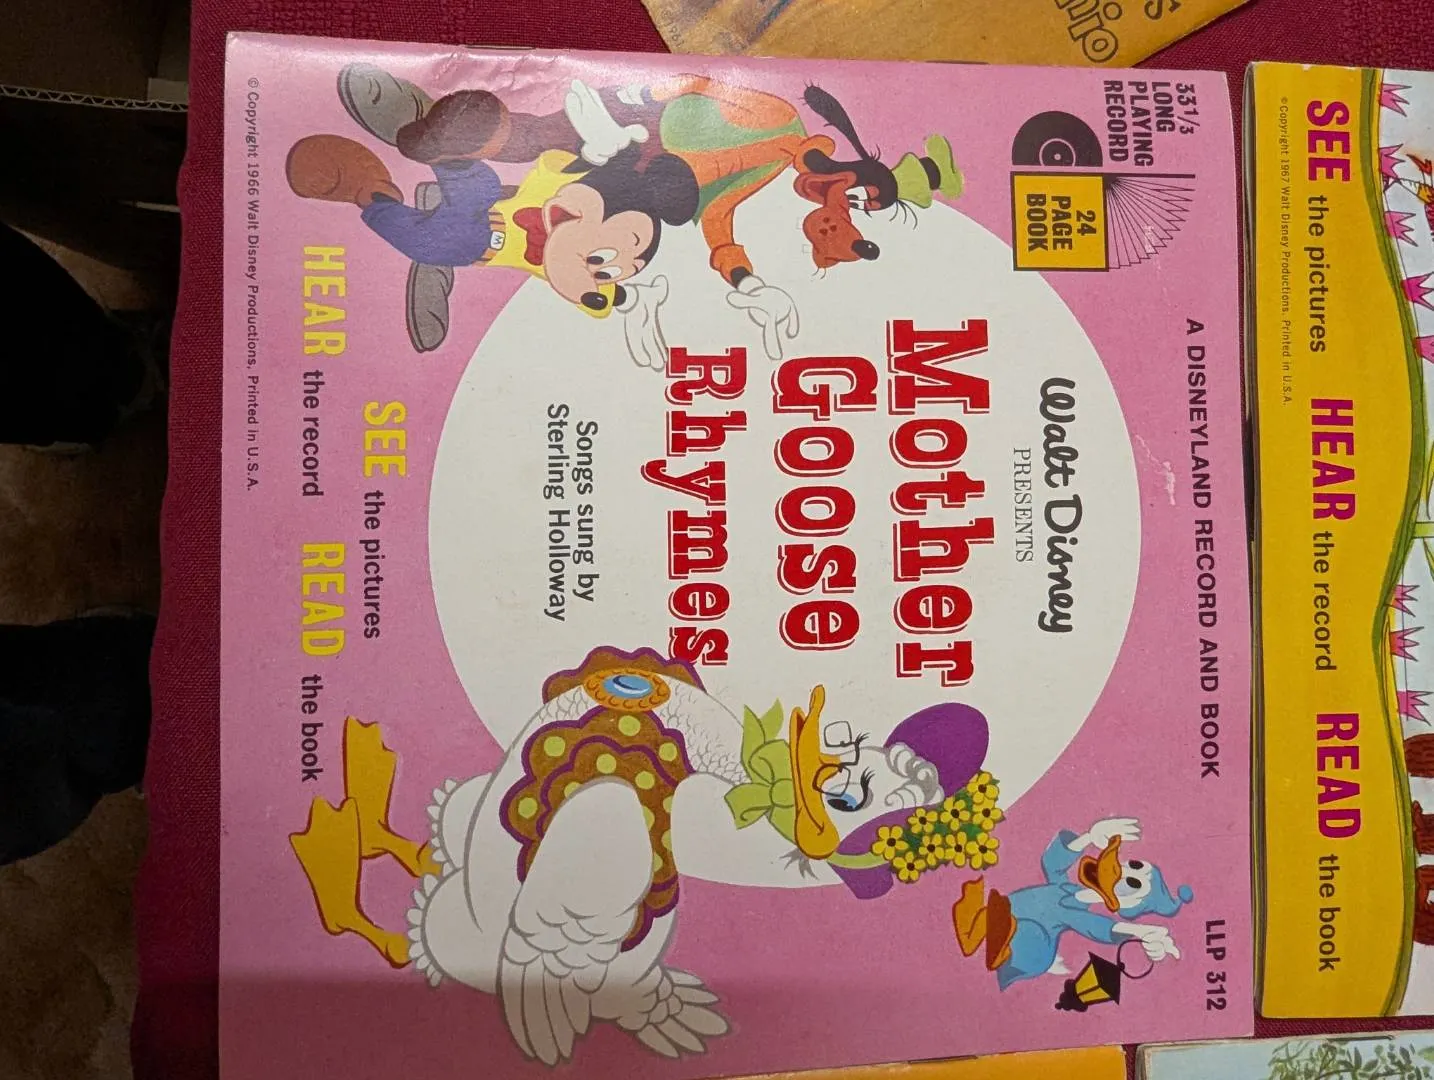 33 1/3
LONG
PLAYING
RECORD
24
PAGE
BOOK
A DISNEYLAND RECORD AND BOOK
LLP 312
Walt Disney
PRESENTS
Mother
Goose
Rhymes
Songs sung by
Sterling Holloway
SEE the pictures
HEAR the record READ the book
© Copyright 1966 Walt Disney Productions. Printed in U.S.A.
SEE the pictures HEAR the record READ the book
© Copyright 1967 Walt Disney Productions. Printed in U.S.A.